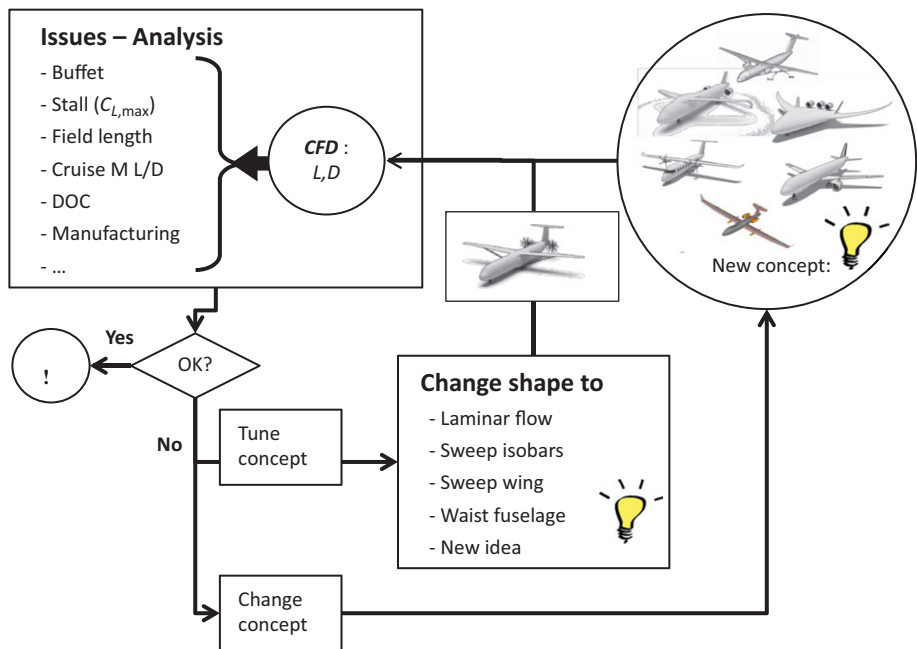 Issues – Analysis
- Buffet
- Stall (C_L,max)
- Field length
- Cruise M L/D
- DOC
- Manufacturing
- ...
CFD :
L,D
New concept:
Yes
OK?
!
No
Tune
concept
Change shape to
- Laminar flow
- Sweep isobars
- Sweep wing
- Waist fuselage
- New idea
Change
concept